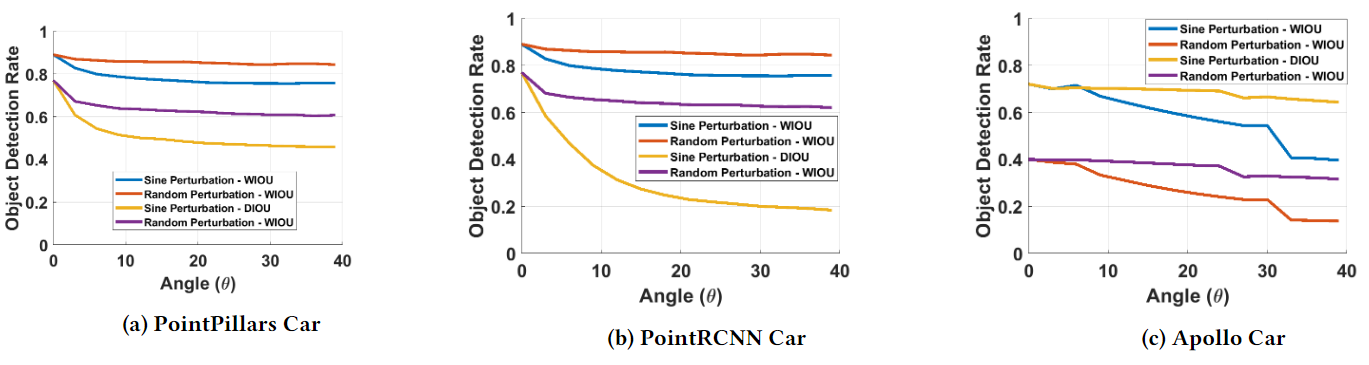 Object Detection Rate
1
0.8
0.6
0.4
0.2
0
Sine Perturbation - WIOU
Random Perturbation - WIOU
Sine Perturbation - DIOU
Random Perturbation - WIOU
0 10 20 30 40
Angle (θ)
(a) PointPillars Car
Object Detection Rate
1
0.8
0.6
0.4
0.2
0
Sine Perturbation - WIOU
Random Perturbation - WIOU
Sine Perturbation - DIOU
Random Perturbation - WIOU
0 10 20 30 40
Angle (θ)
(b) PointRCNN Car
Object Detection Rate
1
0.8
0.6
0.4
0.2
0
Sine Perturbation - WIOU
Random Perturbation - WIOU
Sine Perturbation - DIOU
Random Perturbation - WIOU
0 10 20 30 40
Angle (θ)
(c) Apollo Car